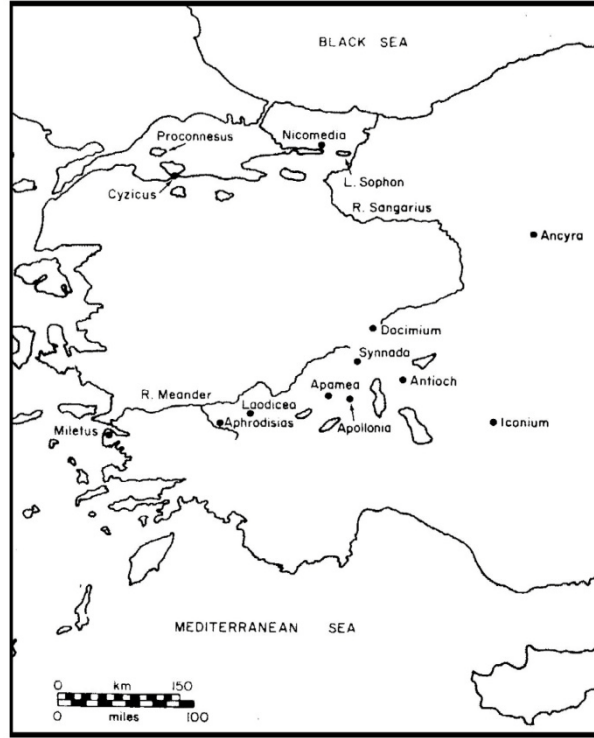 BLACK SEA
Proconnesus
Nicomedia
Cyzicus
L. Sophon
R. Sangarius
Ancyra
Docimium
Synnada
R. Meander
Apamea
Antioch
Laodicea
Miletus
Aphrodisias
Apollonia
Iconium
MEDITERRANEAN SEA
0 km 150
0 miles 100